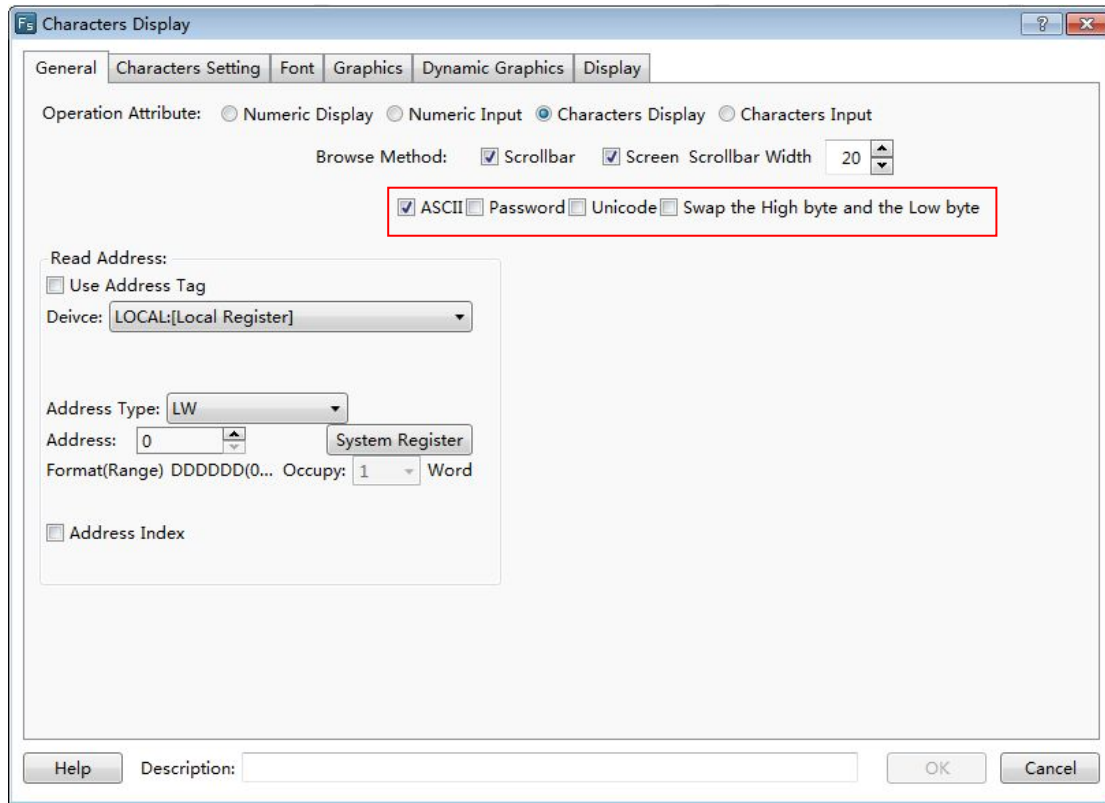 Fs Characters Display
General Characters Setting Font Graphics Dynamic Graphics Display
Operation Attribute: Numeric Display Numeric Input Characters Display Characters Input
Browse Method: Scrollbar Screen Scrollbar Width 20
ASCII Password Unicode Swap the High byte and the Low byte
Read Address:
Use Address Tag
Deivce: LOCAL:[Local Register]
Address Type: LW
Address: 0 System Register
Format(Range) DDDDDD(0... Occupy: 1 Word
Address Index
Help Description: OK Cancel